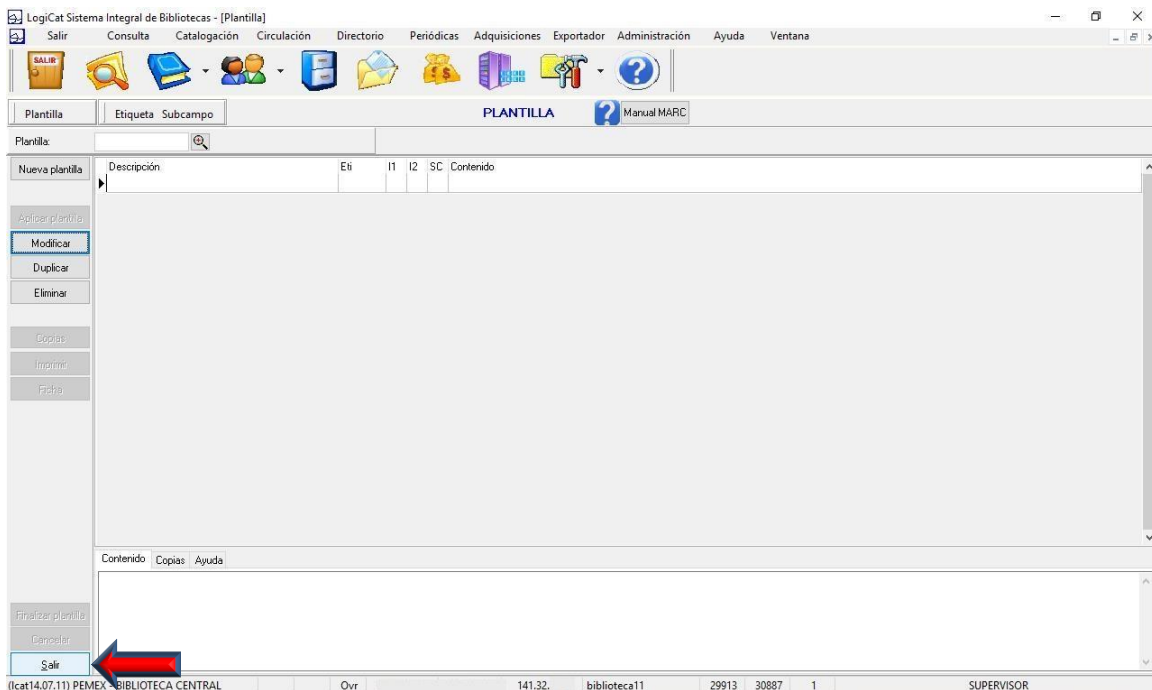 LogiCat Sistema Integral de Bibliotecas - [Plantilla]
Salir Consulta Catalogación Circulación Directorio Periódicas Adquisiciones Exportador Administración Ayuda Ventana
SALIR
Plantilla Etiqueta Subcampo PLANTILLA Manual MARC
Plantilla:
Nueva plantilla Descripción Eti I1 I2 SC Contenido
Aplicar plantilla
Modificar
Duplicar
Eliminar
Copias
Imprimir
Ficha
Contenido Copias Ayuda
Finalizar plantilla
Cancelar
Salir
(lcat14.07.11) PEMEX - BIBLIOTECA CENTRAL Ovr 141.32. biblioteca11 29913 30887 1 SUPERVISOR